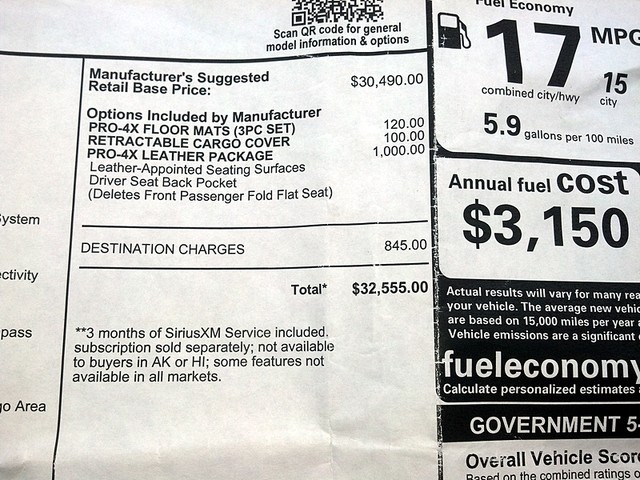 Scan QR code for general
model information & options
Manufacturer's Suggested
Retail Base Price: $30,490.00
Options Included by Manufacturer
PRO-4X FLOOR MATS (3PC SET) 120.00
RETRACTABLE CARGO COVER 100.00
PRO-4X LEATHER PACKAGE 1,000.00
Leather-Appointed Seating Surfaces
Driver Seat Back Pocket
(Deletes Front Passenger Fold Flat Seat)
DESTINATION CHARGES 845.00
Total* $32,555.00
**3 months of SiriusXM Service included.
subscription sold separately; not available
to buyers in AK or HI; some features not
available in all markets.
System
ectivity
pass
go Area
Fuel Economy
17 MPG
combined city/hwy
15
city
5.9 gallons per 100 miles
Annual fuel cost
$3,150
Actual results will vary for many rea
your vehicle. The average new vehic
are based on 15,000 miles per year a
Vehicle emissions are a significant c
fueleconomy
Calculate personalized estimates a
GOVERNMENT 5-
Overall Vehicle Score
Based on the combined ratings o